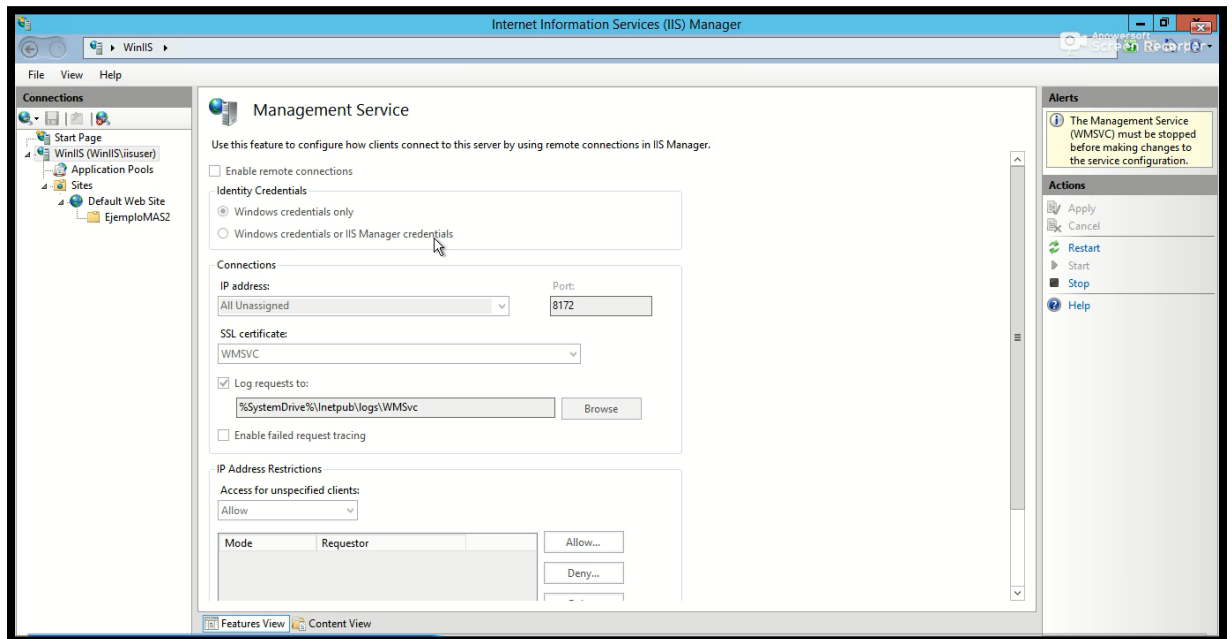 Internet Information Services (IIS) Manager
WinIIS
Apowersoft
Screen Recorder
File View Help
Connections
Start Page
WinIIS (WinIIS\iisuser)
Application Pools
Sites
Default Web Site
EjemploMAS2
Management Service
Use this feature to configure how clients connect to this server by using remote connections in IIS Manager.
Enable remote connections
Identity Credentials
Windows credentials only
Windows credentials or IIS Manager credentials
Connections
IP address: Port:
All Unassigned 8172
SSL certificate:
WMSVC
Log requests to:
%SystemDrive%\Inetpub\logs\WMSvc Browse
Enable failed request tracing
IP Address Restrictions
Access for unspecified clients:
Allow
Mode Requestor Allow...
Deny...
Features View Content View
Alerts
The Management Service
(WMSVC) must be stopped
before making changes to
the service configuration.
Actions
Apply
Cancel
Restart
Start
Stop
Help